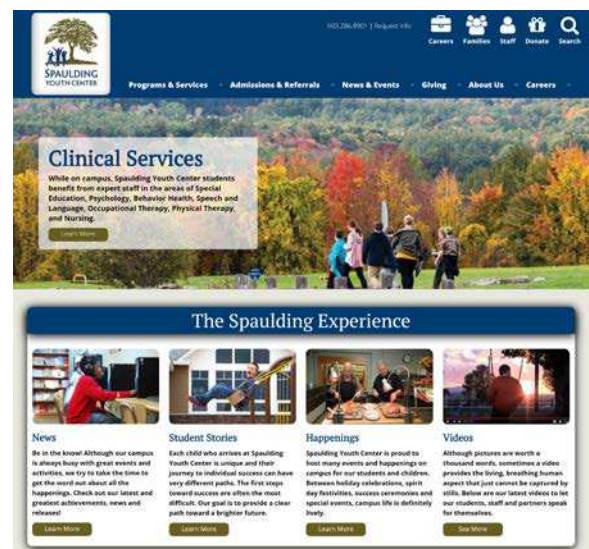 603.286.8901 | Request Info
Careers Families Staff Donate Search
SPAULDING
YOUTH CENTER
Programs & Services Admissions & Referrals News & Events Giving About Us Careers
Clinical Services
While on campus, Spaulding Youth Center students
benefit from expert staff in the areas of Special
Education, Psychology, Behavior Health, Speech and
Language, Occupational Therapy, Physical Therapy,
and Nursing.
Learn More
The Spaulding Experience
News
Be in the know! Although our campus
is always busy with great events and
activities, we try to take the time to
get the word out about all the
happenings. Check out our latest and
greatest achievements, news and
releases!
Learn More
Student Stories
Each child who arrives at Spaulding
Youth Center is unique and their
journey to individual success can have
very different paths. The first steps
toward success are often the most
difficult. Our goal is to provide a clear
path toward a brighter future.
Learn More
Happenings
Spaulding Youth Center is proud to
host many events and happenings on
campus for our students and children.
Between holiday celebrations, spirit
day festivities, success ceremonies and
special events, campus life is definitely
lively.
Learn More
Videos
Although pictures are worth a
thousand words, sometimes a video
provides the living, breathing human
aspect that just cannot be captured by
stills. Below are our latest videos to let
our students, staff and partners speak
for themselves.
See More